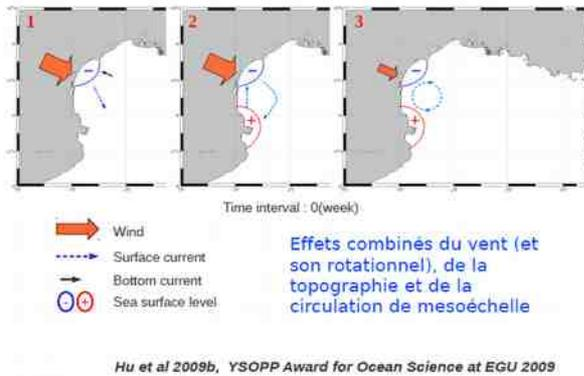 1
2
3
Time interval : 0(week)
Wind
Surface current
Bottom current
- + Sea surface level
Effets combinés du vent (et
son rotationnel), de la
topographie et de la
circulation de mesoéchelle
Hu et al 2009b, YSOPP Award for Ocean Science at EGU 2009